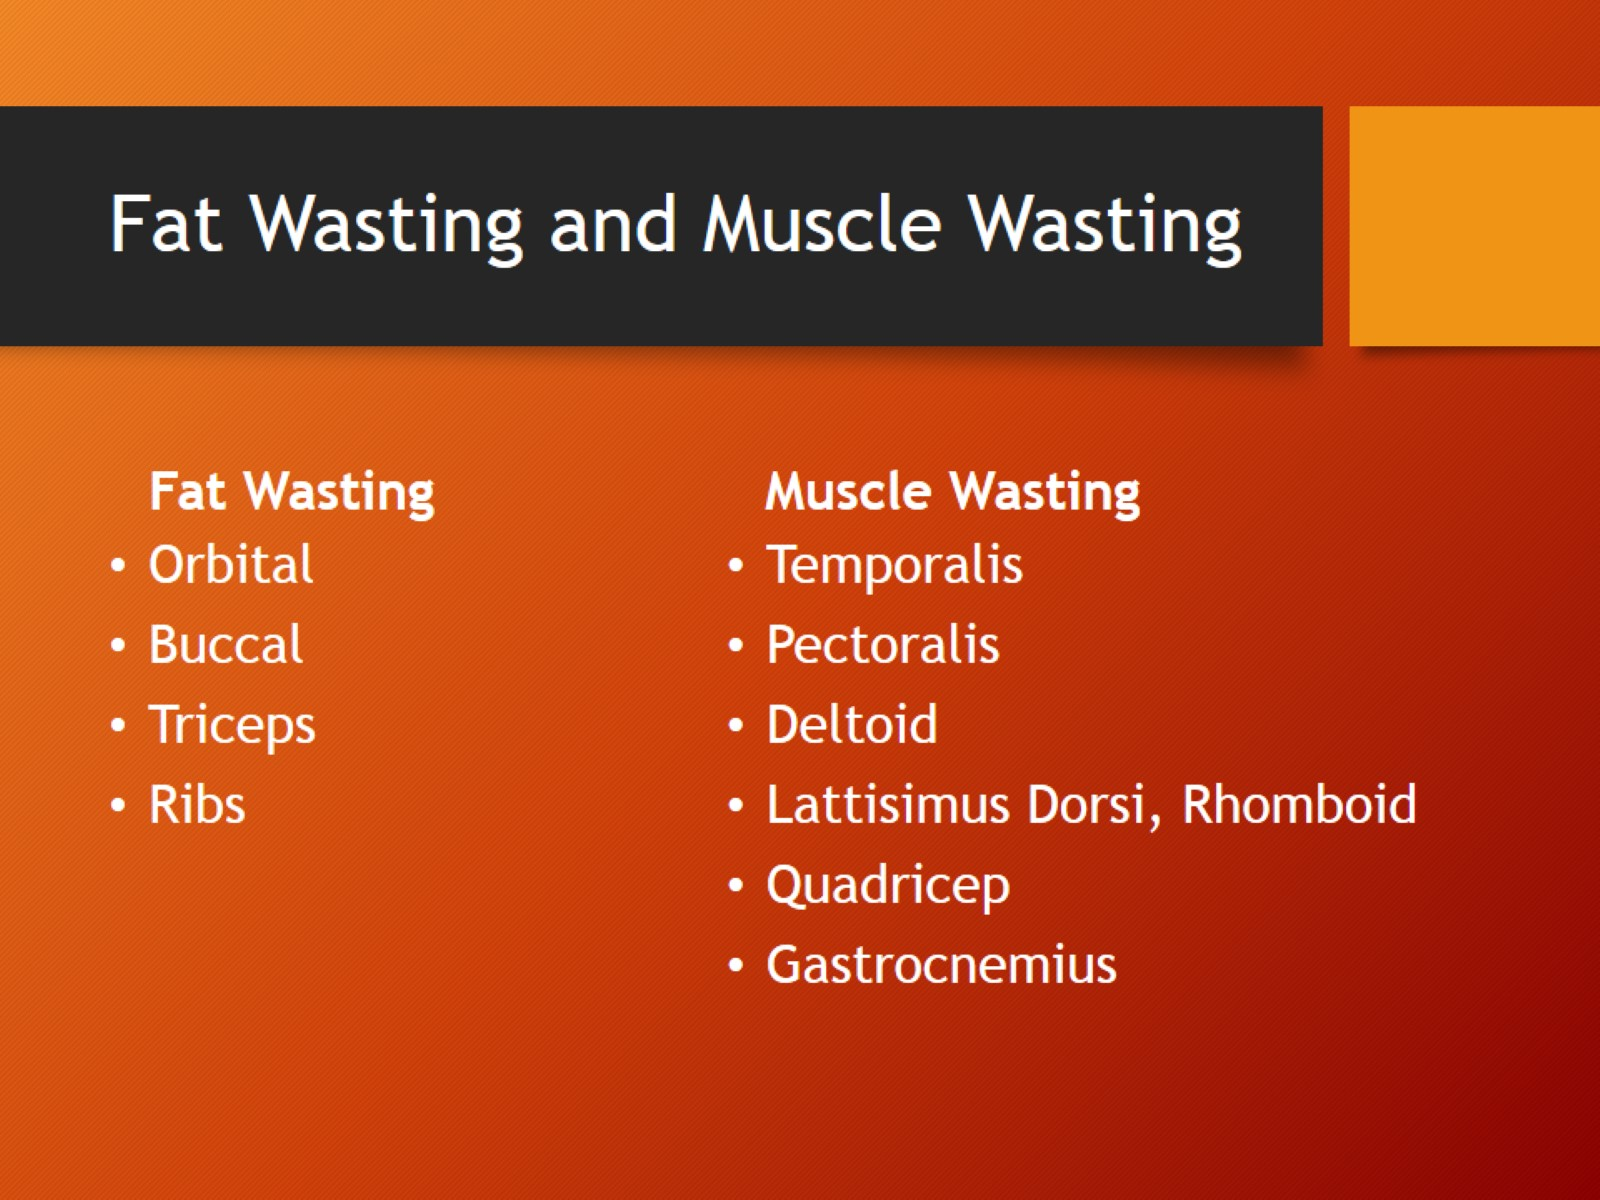 Fat Wasting and Muscle Wasting
Fat Wasting
• Orbital
• Buccal
• Triceps
• Ribs
Muscle Wasting
• Temporalis
• Pectoralis
• Deltoid
• Lattisimus Dorsi, Rhomboid
• Quadricep
• Gastrocnemius